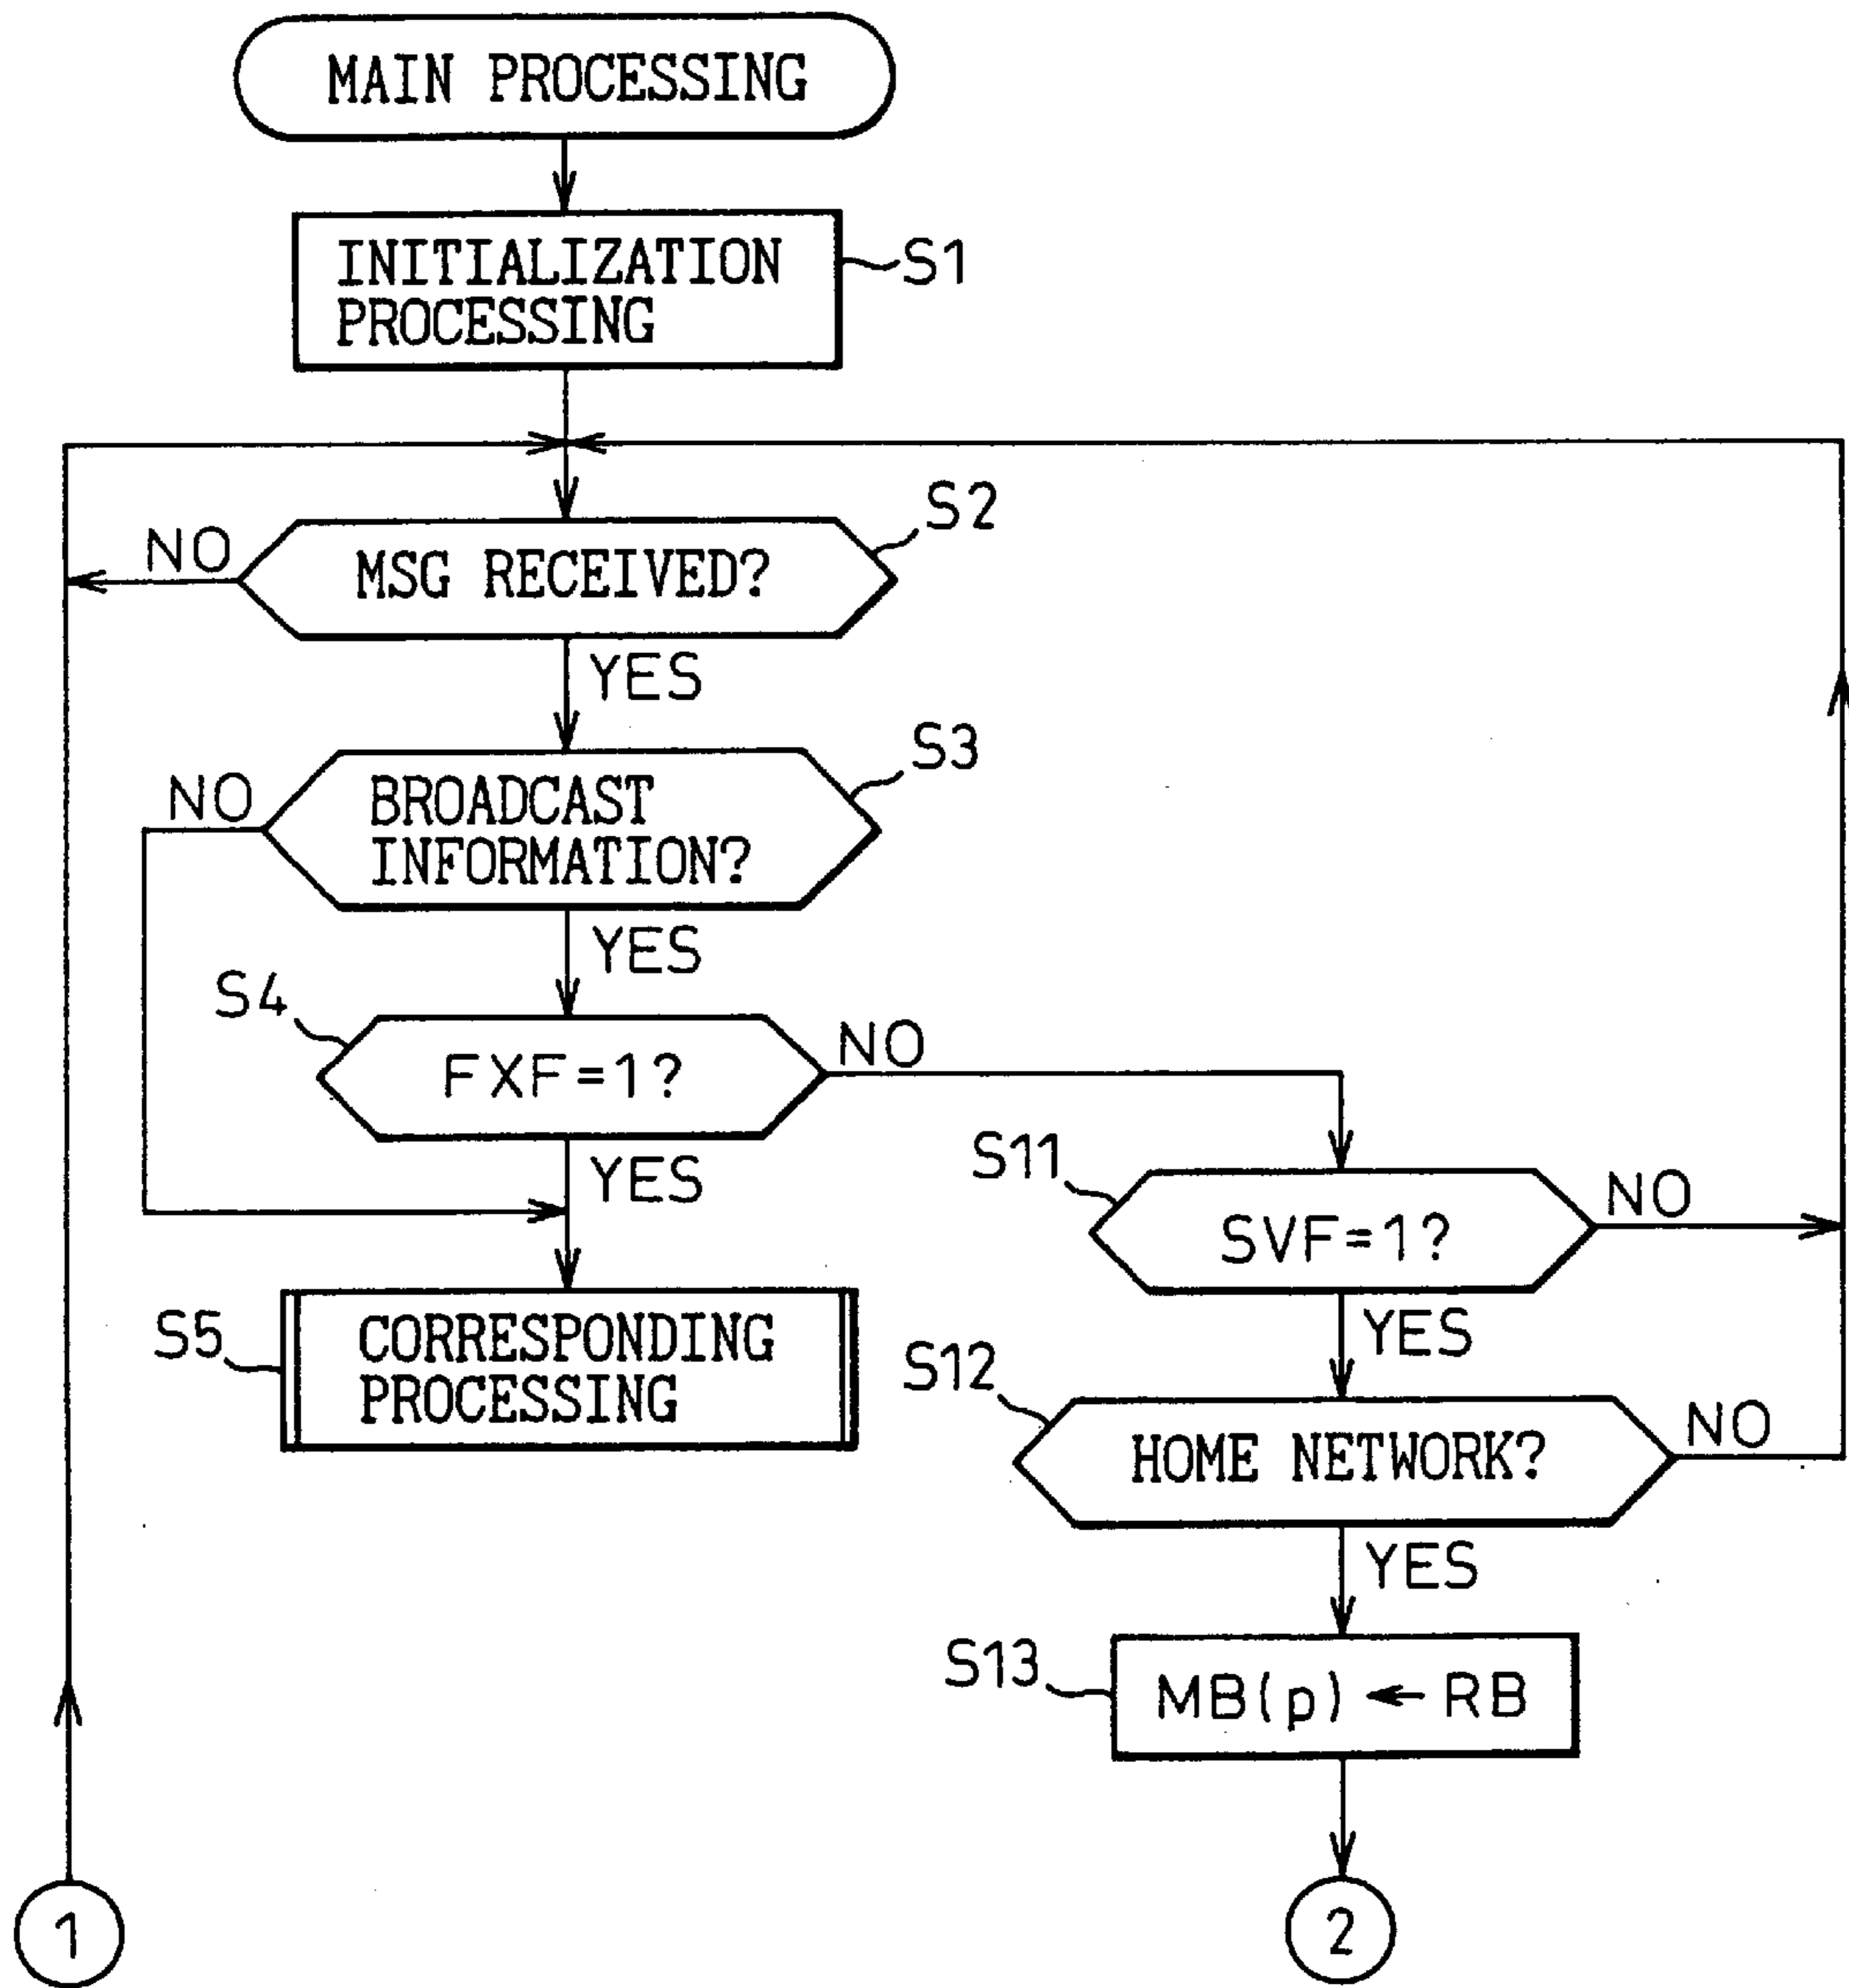 MAIN PROCESSING
INITIALIZATION
PROCESSING
S1
S2
NO
MSG RECEIVED?
YES
S3
NO
BROADCAST
INFORMATION?
YES
S4
NO
FXF=1?
YES
S11
NO
SVF=1?
YES
S5
CORRESPONDING
PROCESSING
S12
NO
HOME NETWORK?
YES
S13
MB(p) ← RB
1
2